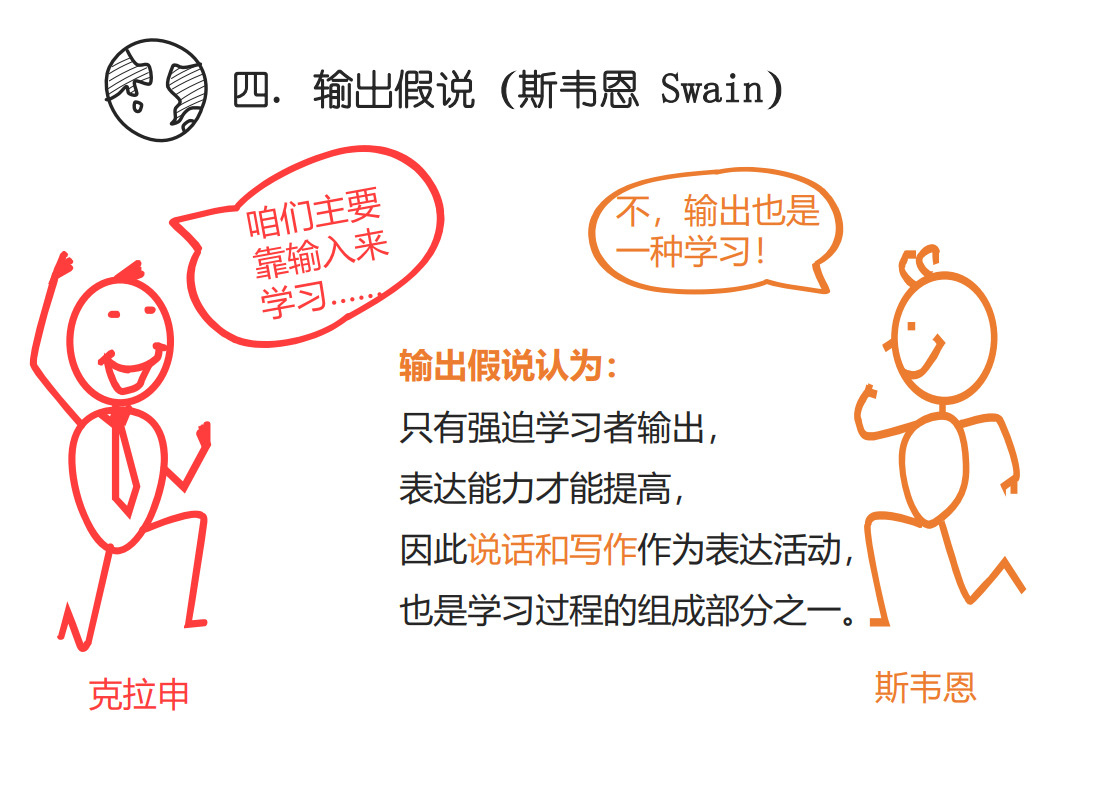 四. 输出假说（斯韦恩 Swain）
咱们主要
靠输入来
学习......
不，输出也是
一种学习！
输出假说认为：
只有强迫学习者输出，
表达能力才能提高，
因此说话和写作作为表达活动，
也是学习过程的组成部分之一。
克拉申
斯韦恩